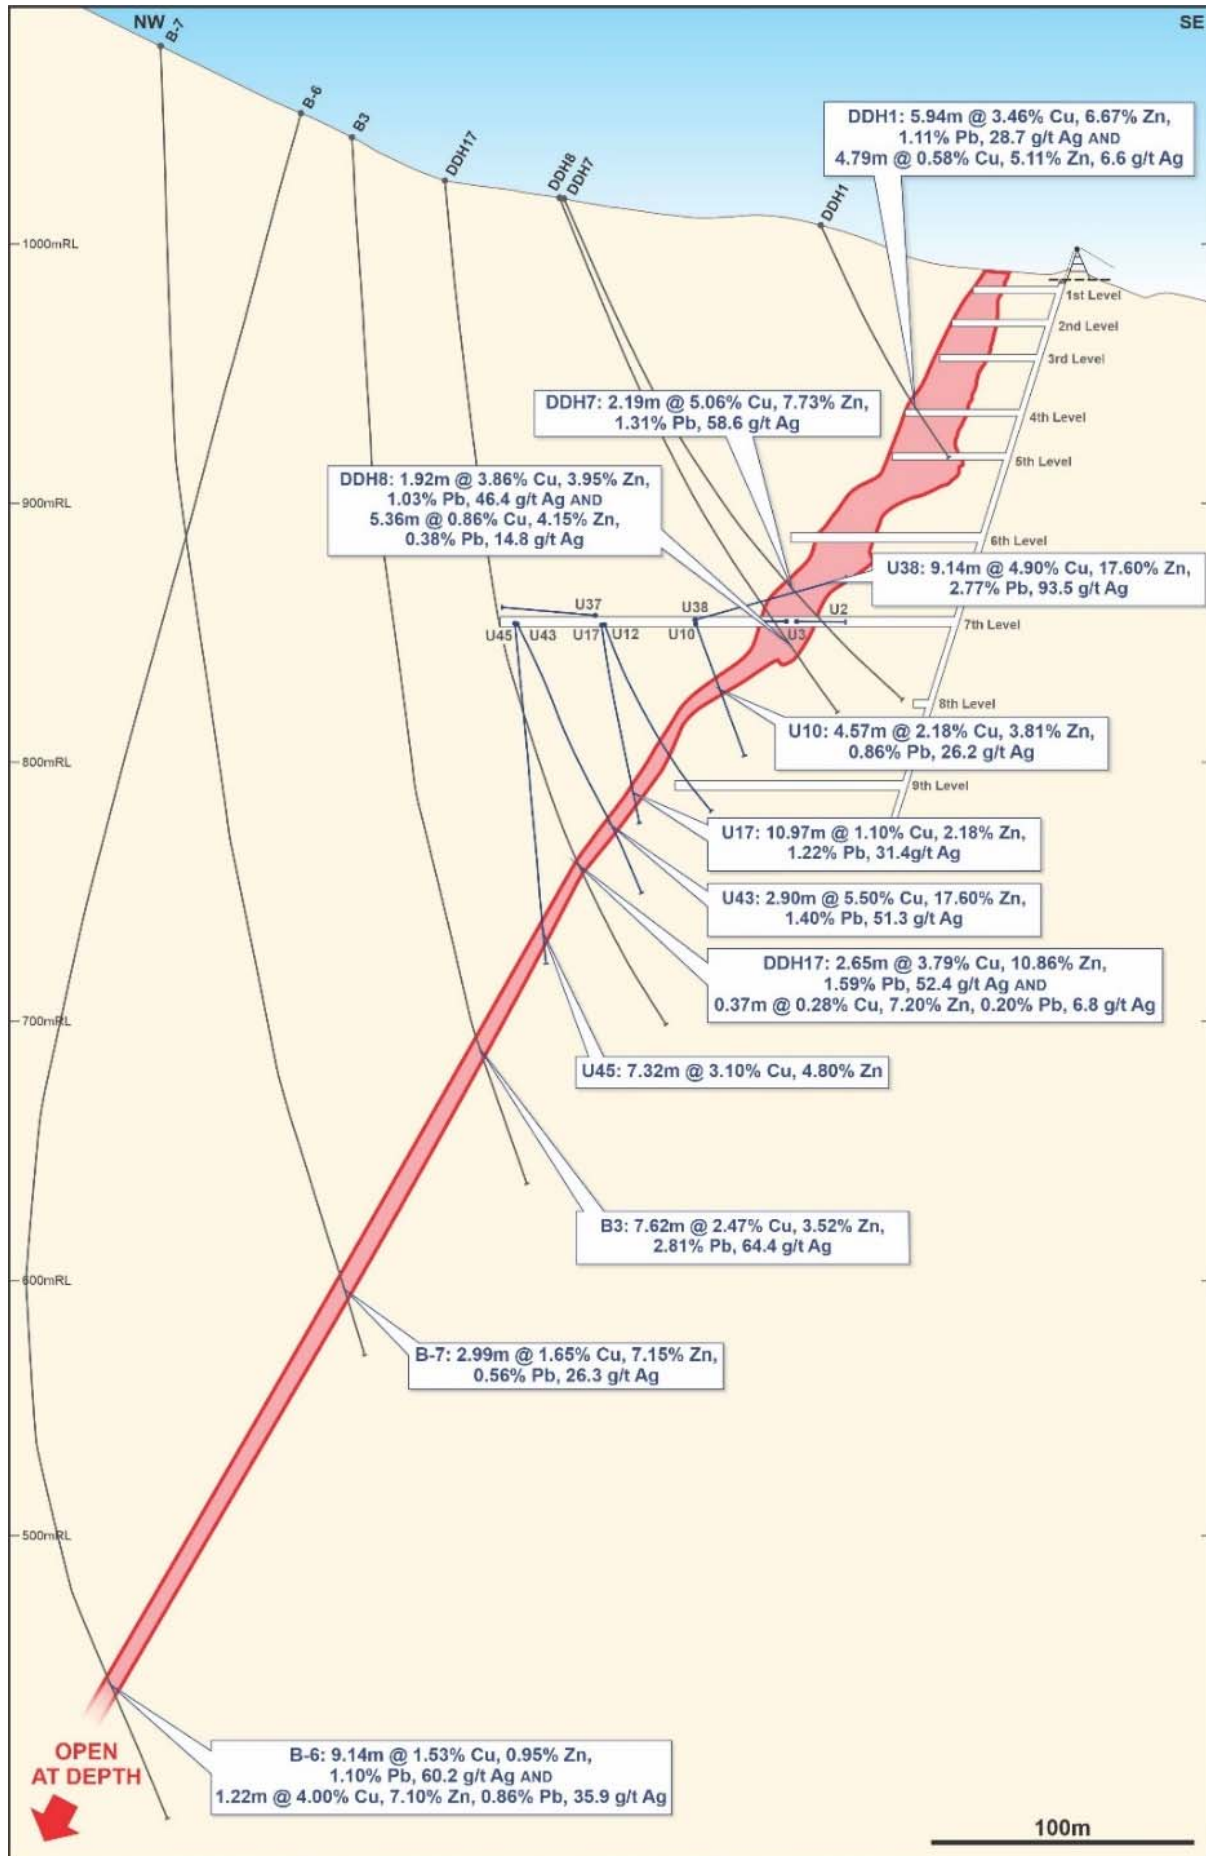 NW
SE
B-7
B-6
B3
DDH17
DDH8
DDH7
DDH1
DDH1: 5.94m @ 3.46% Cu, 6.67% Zn,
1.11% Pb, 28.7 g/t Ag AND
4.79m @ 0.58% Cu, 5.11% Zn, 6.6 g/t Ag
1000mRL
1st Level
2nd Level
3rd Level
4th Level
5th Level
DDH7: 2.19m @ 5.06% Cu, 7.73% Zn,
1.31% Pb, 58.6 g/t Ag
DDH8: 1.92m @ 3.86% Cu, 3.95% Zn,
1.03% Pb, 46.4 g/t Ag AND
5.36m @ 0.86% Cu, 4.15% Zn,
0.38% Pb, 14.8 g/t Ag
900mRL
6th Level
U38: 9.14m @ 4.90% Cu, 17.60% Zn,
2.77% Pb, 93.5 g/t Ag
U37
U38
U2
U45
U43
U17
U12
U10
U3
7th Level
8th Level
U10: 4.57m @ 2.18% Cu, 3.81% Zn,
0.86% Pb, 26.2 g/t Ag
800mRL
9th Level
U17: 10.97m @ 1.10% Cu, 2.18% Zn,
1.22% Pb, 31.4g/t Ag
U43: 2.90m @ 5.50% Cu, 17.60% Zn,
1.40% Pb, 51.3 g/t Ag
DDH17: 2.65m @ 3.79% Cu, 10.86% Zn,
1.59% Pb, 52.4 g/t Ag AND
0.37m @ 0.28% Cu, 7.20% Zn, 0.20% Pb, 6.8 g/t Ag
700mRL
U45: 7.32m @ 3.10% Cu, 4.80% Zn
B3: 7.62m @ 2.47% Cu, 3.52% Zn,
2.81% Pb, 64.4 g/t Ag
600mRL
B-7: 2.99m @ 1.65% Cu, 7.15% Zn,
0.56% Pb, 26.3 g/t Ag
500mRL
OPEN
AT DEPTH
B-6: 9.14m @ 1.53% Cu, 0.95% Zn,
1.10% Pb, 60.2 g/t Ag AND
1.22m @ 4.00% Cu, 7.10% Zn, 0.86% Pb, 35.9 g/t Ag
100m